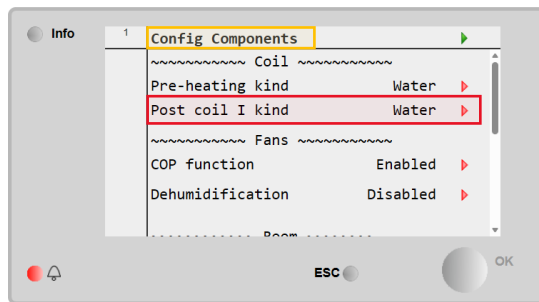 Info
1 Config Components
~~~~~~~~~~~ Coil ~~~~~~~~~~~
Pre-heating kind Water
Post coil I kind Water
~~~~~~~~~~~ Fans ~~~~~~~~~~~
COP function Enabled
Dehumidification Disabled
Room
ESC
OK